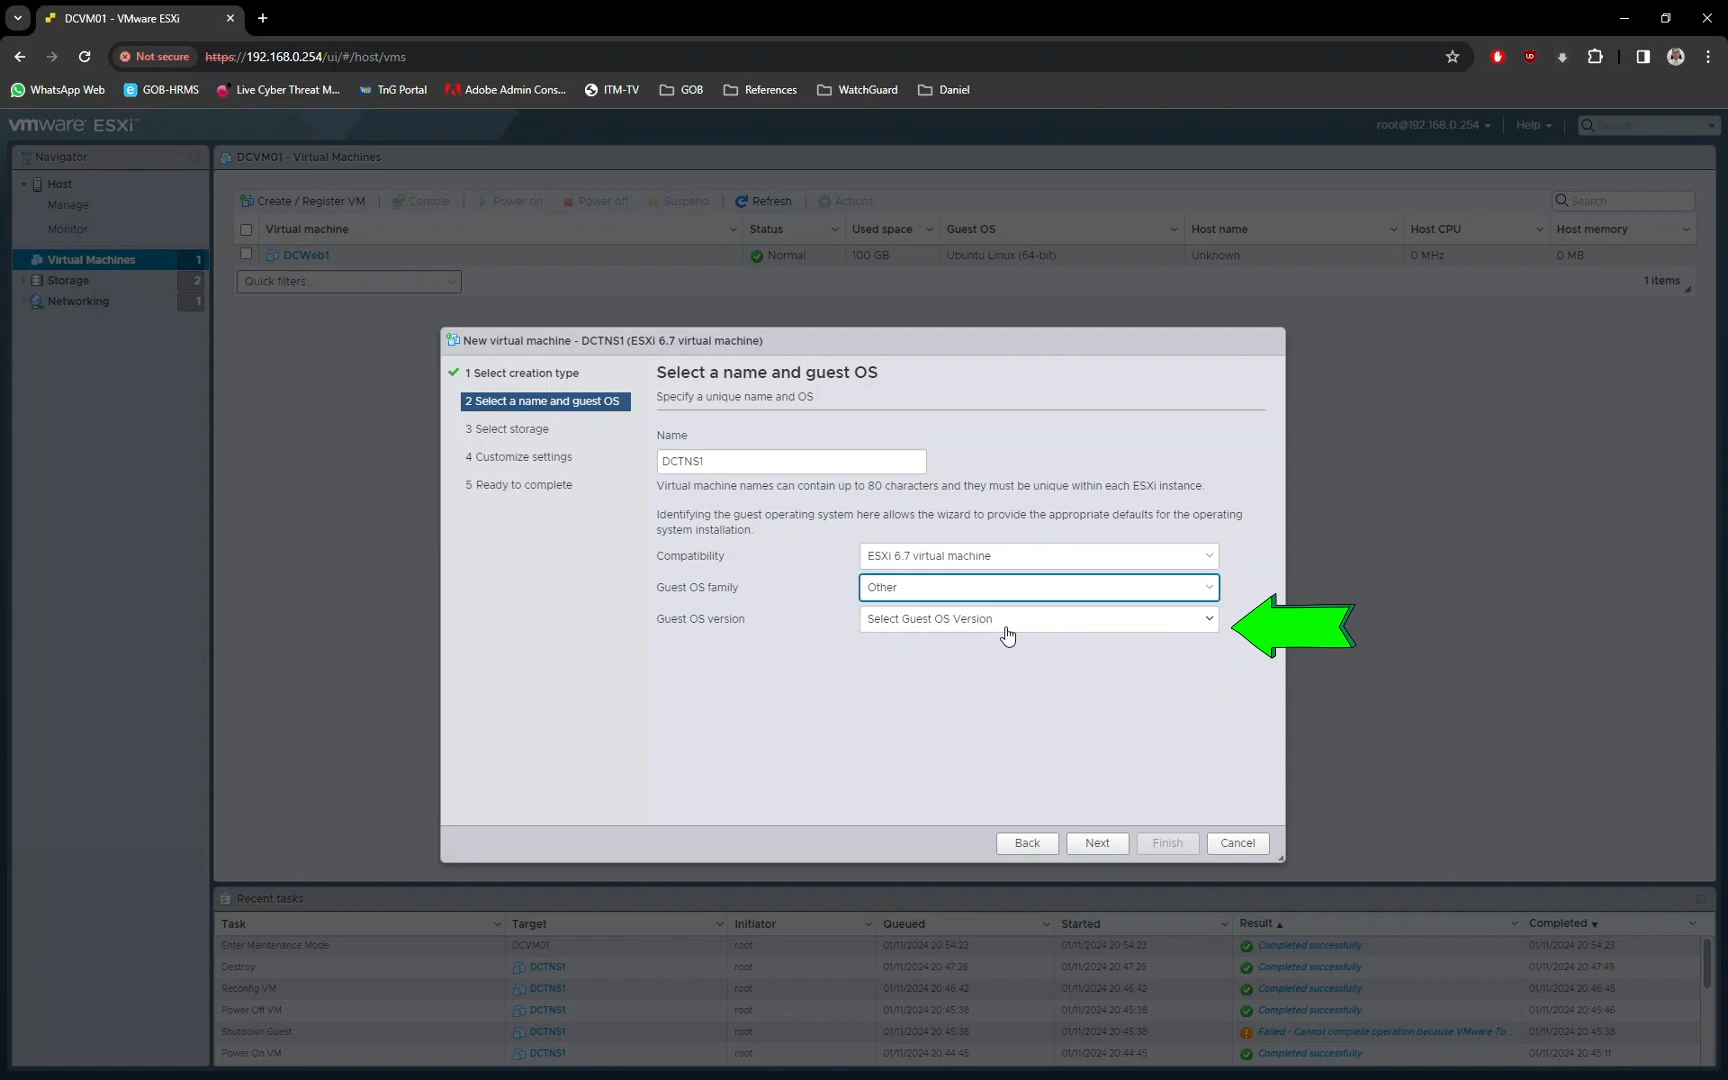 DCVM01 - VMware ESXi
Not secure https://192.168.0.254/ui/#/host/vms
WhatsApp Web GOB-HRMS Live Cyber Threat M... TnG Portal Adobe Admin Cons... ITM-TV GOB References WatchGuard Daniel
vmware ESXi root@192.168.0.254 Help Search
Navigator
Host
Manage
Monitor
Virtual Machines 1
Storage 2
Networking 1
DCVM01 - Virtual Machines
Create / Register VM Console Power on Power off Suspend Refresh Actions Search
Virtual machine Status Used space Guest OS Host name Host CPU Host memory
DCWeb1 Normal 100 GB Ubuntu Linux (64-bit) Unknown 0 MHz 0 MB
Quick filters... 1 items
New virtual machine - DCTNS1 (ESXi 6.7 virtual machine)
1 Select creation type
2 Select a name and guest OS
3 Select storage
4 Customize settings
5 Ready to complete
Select a name and guest OS
Specify a unique name and OS
Name
DCTNS1
Virtual machine names can contain up to 80 characters and they must be unique within each ESXi instance.
Identifying the guest operating system here allows the wizard to provide the appropriate defaults for the operating
system installation.
Compatibility ESXi 6.7 virtual machine
Guest OS family Other
Guest OS version Select Guest OS Version
Back Next Finish Cancel
Recent tasks
Task Target Initiator Queued Started Result Completed
Enter Maintenance Mode DCVM01 root 01/11/2024 20:54:23 01/11/2024 20:54:23 Completed successfully 01/11/2024 20:54:23
Destroy DCTNS1 root 01/11/2024 20:47:26 01/11/2024 20:47:26 Completed successfully 01/11/2024 20:47:49
Reconfig VM DCTNS1 root 01/11/2024 20:46:42 01/11/2024 20:46:42 Completed successfully 01/11/2024 20:46:45
Power Off VM DCTNS1 root 01/11/2024 20:45:38 01/11/2024 20:45:38 Completed successfully 01/11/2024 20:45:46
Shutdown Guest DCTNS1 root 01/11/2024 20:45:38 01/11/2024 20:45:38 Failed - Cannot complete operation because VMware To... 01/11/2024 20:45:38
Power On VM DCTNS1 root 01/11/2024 20:44:45 01/11/2024 20:44:45 Completed successfully 01/11/2024 20:45:11